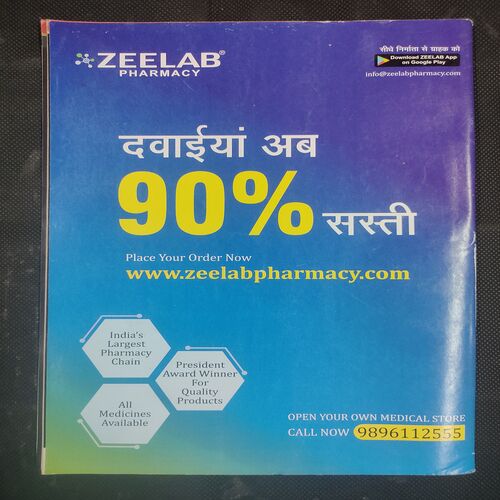 ZEELAB®
PHARMACY
सीधे निर्माता से ग्राहक को
Download ZEELAB App
on Google Play
info@zeelabpharmacy.com
दवाईयां अब
90% सस्ती
Place Your Order Now
www.zeelabpharmacy.com
India's
Largest
Pharmacy
Chain
President
Award Winner
For
Quality
Products
All
Medicines
Available
OPEN YOUR OWN MEDICAL STORE
CALL NOW 9896112555